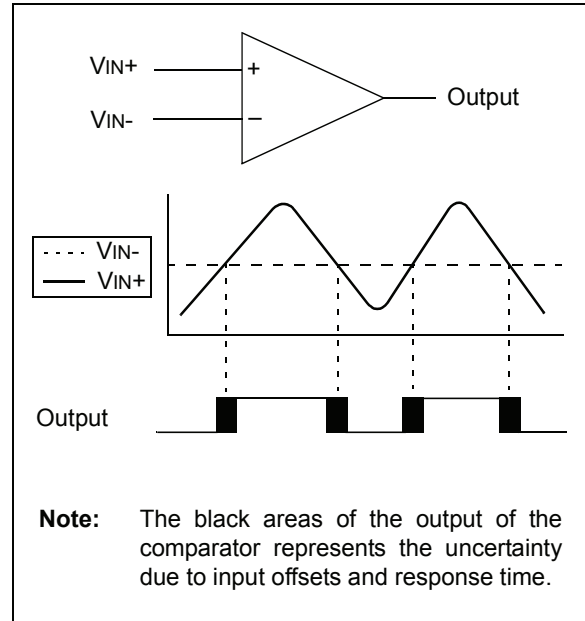 VIN+
+
Output
VIN-
–
VIN-
VIN+
Output
Note: The black areas of the output of the
comparator represents the uncertainty
due to input offsets and response time.